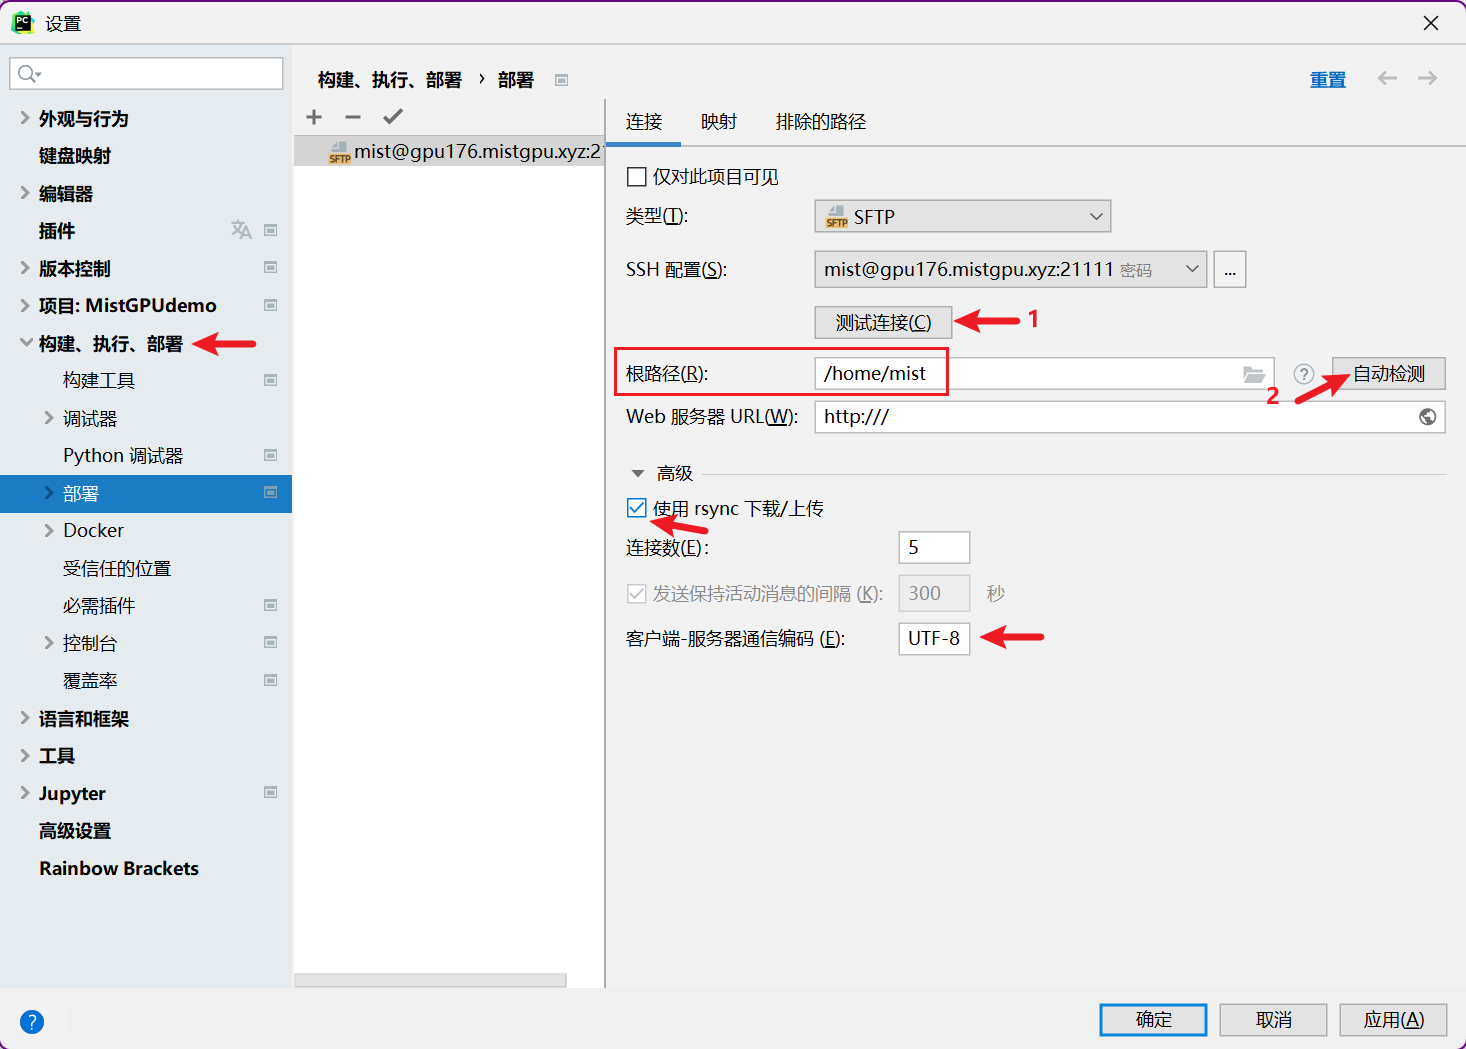 设置
外观与行为
键盘映射
编辑器
插件
版本控制
项目: MistGPUdemo
构建、执行、部署
构建工具
调试器
Python 调试器
部署
Docker
受信任的位置
必需插件
控制台
覆盖率
语言和框架
工具
Jupyter
高级设置
Rainbow Brackets
构建、执行、部署 › 部署
重置
SFTP mist@gpu176.mistgpu.xyz:2
连接 映射 排除的路径
仅对此项目可见
类型(T): SFTP SFTP
SSH 配置(S): mist@gpu176.mistgpu.xyz:21111 密码 ...
测试连接(C) 1
根路径(R): /home/mist ? 自动检测
2
Web 服务器 URL(W): http:///
高级
使用 rsync 下载/上传
连接数(E): 5
发送保持活动消息的间隔 (K): 300 秒
客户端-服务器通信编码 (E): UTF-8
? 确定 取消 应用(A)